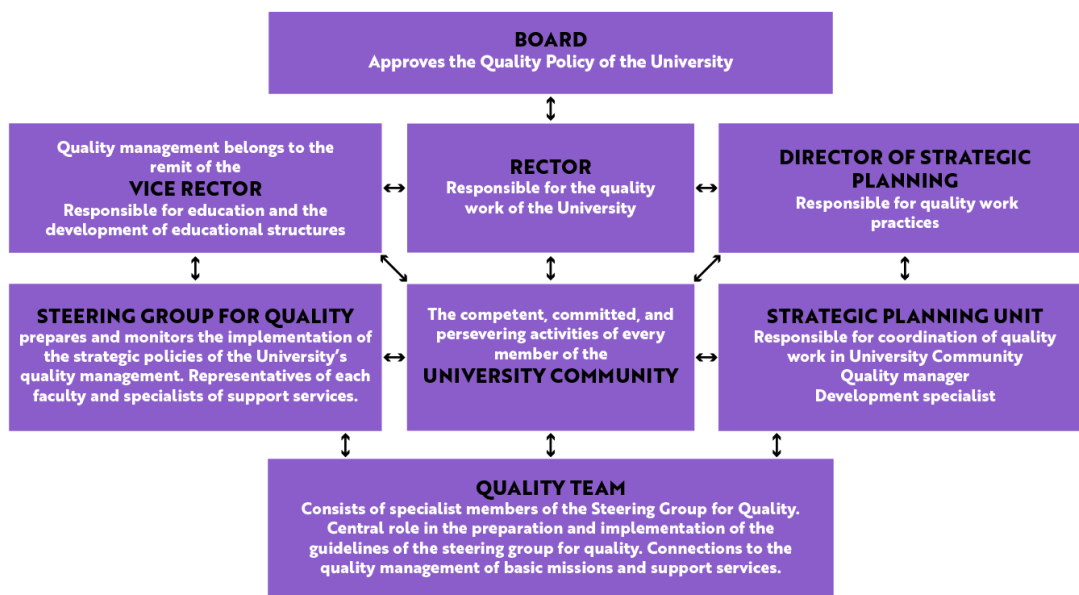 BOARD
Approves the Quality Policy of the University
Quality management belongs to the
remit of the
VICE RECTOR
Responsible for education and the
development of educational structures
RECTOR
Responsible for the quality
work of the University
DIRECTOR OF STRATEGIC
PLANNING
Responsible for quality work
practices
STEERING GROUP FOR QUALITY
prepares and monitors the implementation of
the strategic policies of the University’s
quality management. Representatives of each
faculty and specialists of support services.
The competent, committed, and
persevering activities of every
member of the
UNIVERSITY COMMUNITY
STRATEGIC PLANNING UNIT
Responsible for coordination of quality
work in University Community
Quality manager
Development specialist
QUALITY TEAM
Consists of specialist members of the Steering Group for Quality.
Central role in the preparation and implementation of the
guidelines of the steering group for quality. Connections to the
quality management of basic missions and support services.